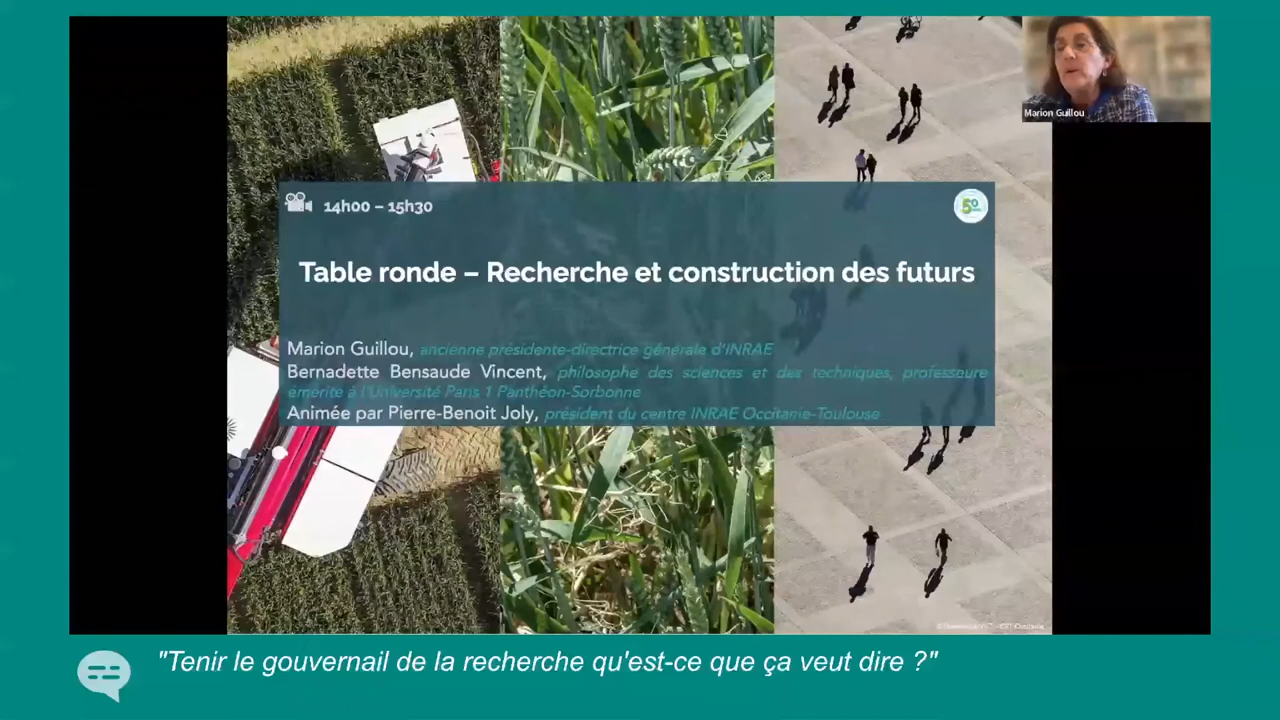 Marion Guillou
14h00 – 15h30
50
Table ronde – Recherche et construction des futurs
Marion Guillou, ancienne présidente-directrice générale d'INRAE
Bernadette Bensaude Vincent, philosophe des sciences et des techniques, professeure
émérite à l'Université Paris 1 Panthéon-Sorbonne
Animée par Pierre-Benoit Joly, président du centre INRAE Occitanie-Toulouse
"Tenir le gouvernail de la recherche qu'est-ce que ça veut dire ?"